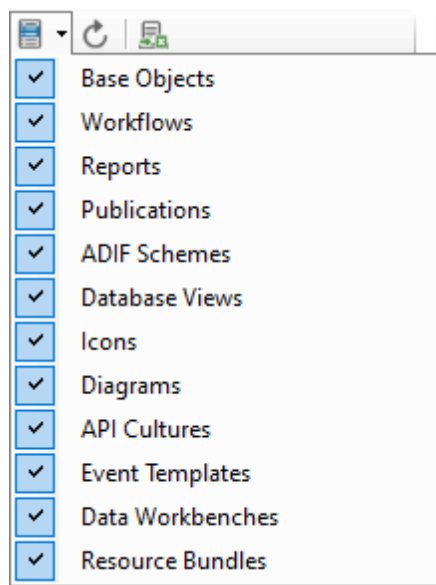 Base Objects
Workflows
Reports
Publications
ADIF Schemes
Database Views
Icons
Diagrams
API Cultures
Event Templates
Data Workbenches
Resource Bundles